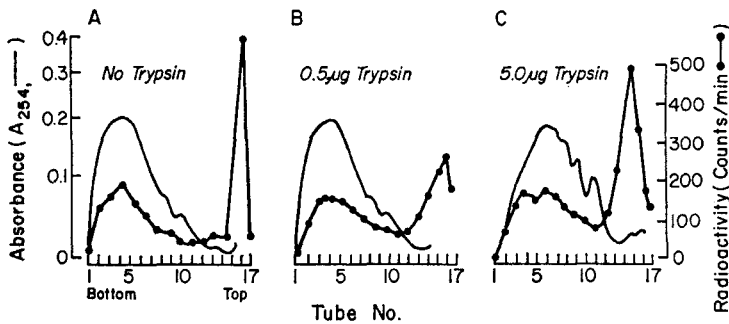 A
B
C
0.4
0.3
0.2
0.1
0
Absorbance (A254, ——)
No Trypsin
0.5µg Trypsin
5.0µg Trypsin
500
400
300
200
100
0
Radioactivity (Counts/min ●—●)
1 5 10 17
1 5 10 17
1 5 10 17
Bottom Top
Tube No.